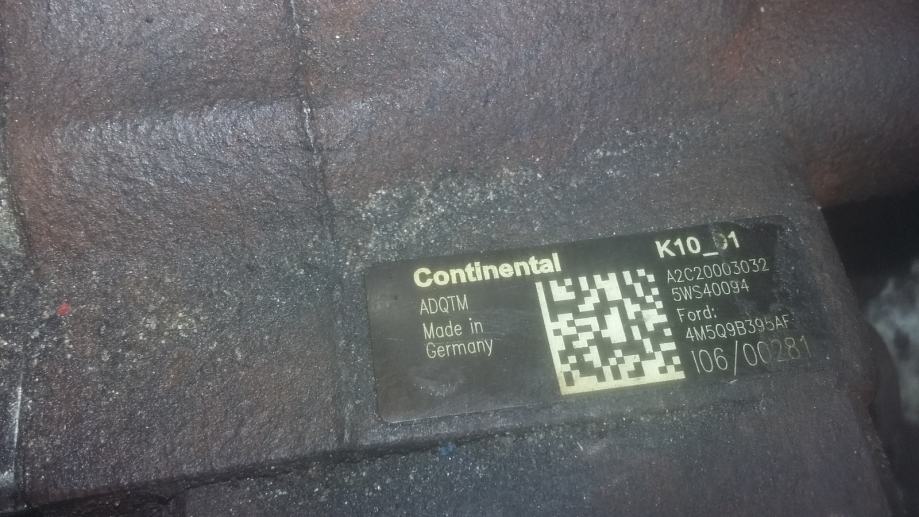 Continental
ADQTM
Made in
Germany
K10_01
A2C20003032
5WS40094
Ford:
4M5Q9B395AF
I06/00281